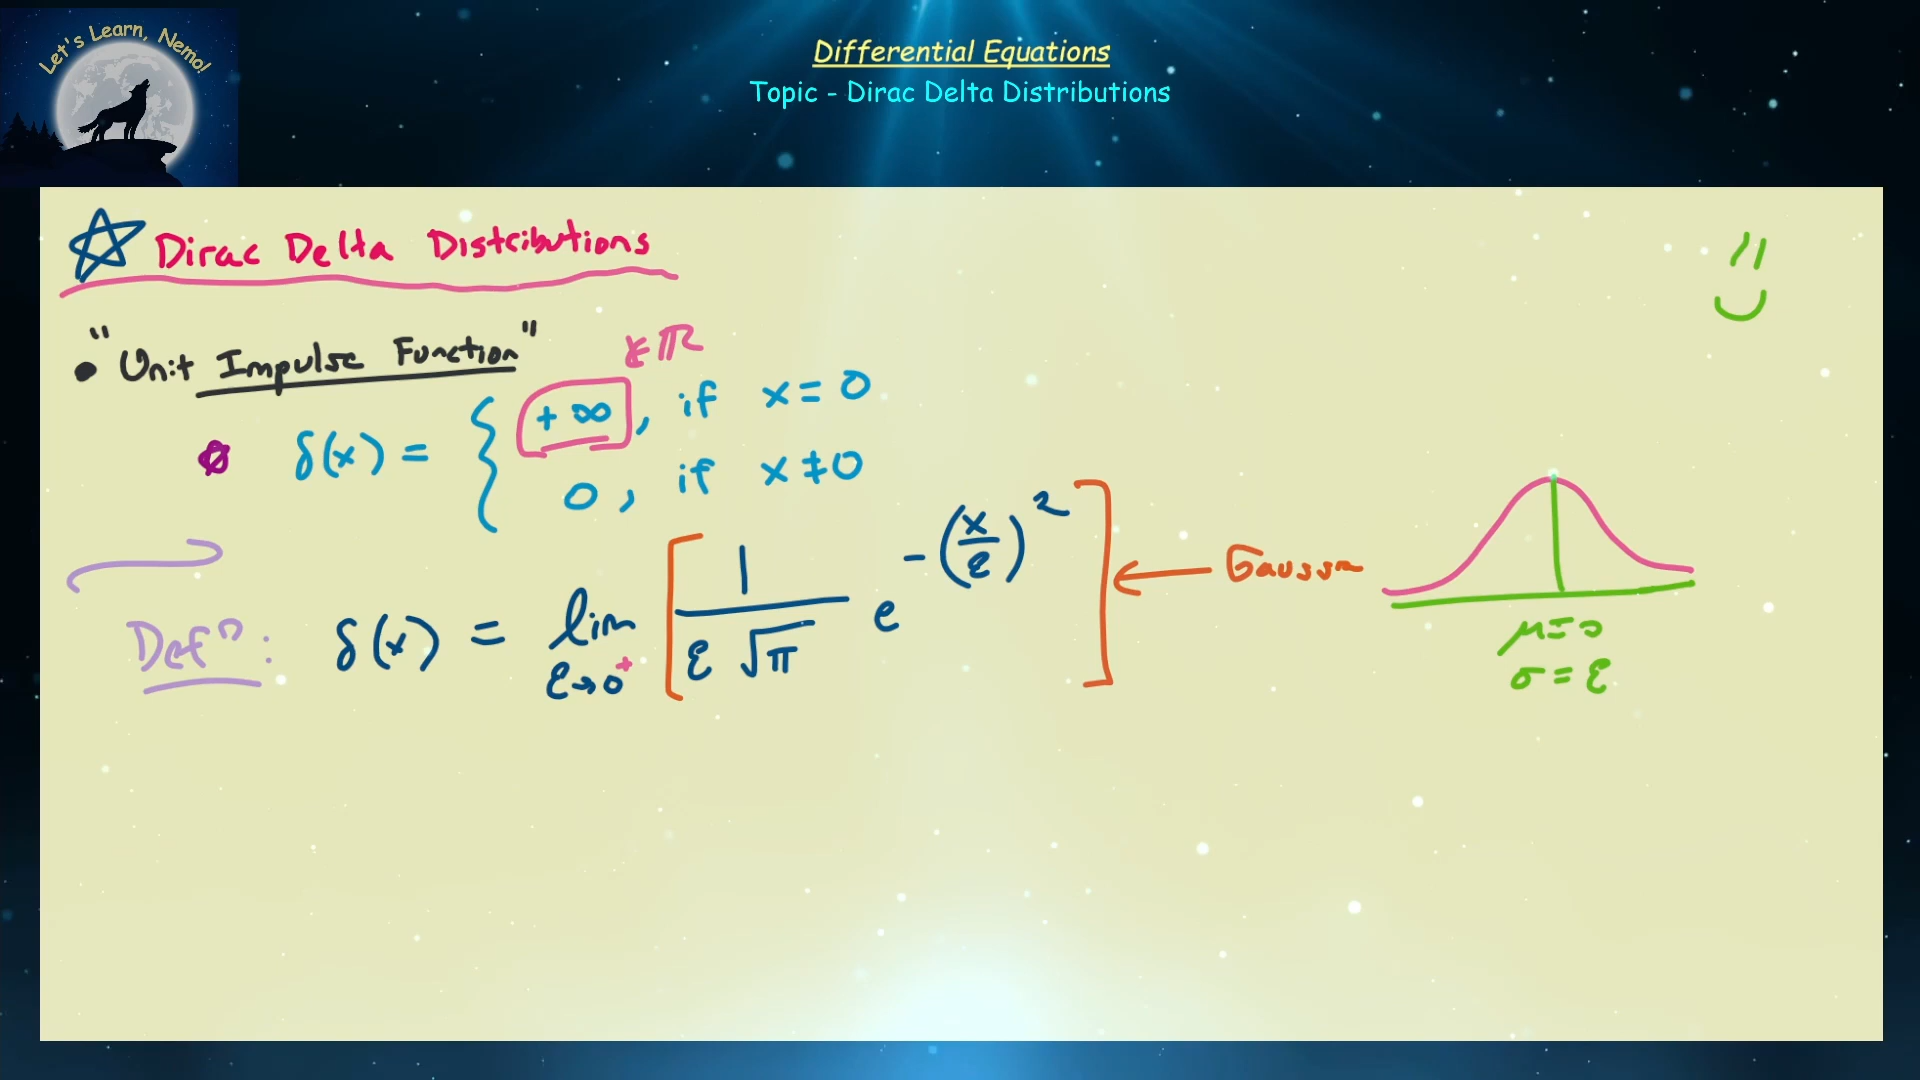 Let's Learn, Nemo!
Differential Equations
Topic - Dirac Delta Distributions
Dirac Delta Distributions
• "Unit Impulse Function"
∉ ℝ
δ(x) = { +∞, if x = 0
0, if x ≠ 0
Defⁿ: δ(x) = lim ε→0⁺ [ 1/(ε√π) e^(-(x/ε)²) ] ← Gaussn
μ = 0
σ = ε